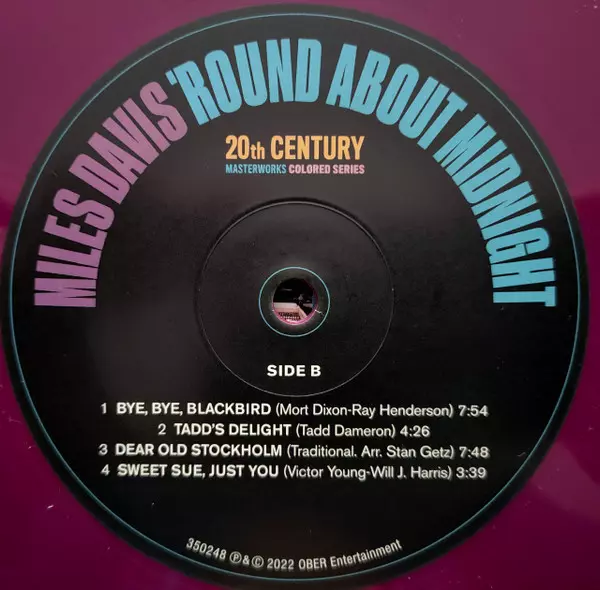 MILES DAVIS 'ROUND ABOUT MIDNIGHT
20th CENTURY
MASTERWORKS COLORED SERIES
SIDE B
1 BYE, BYE, BLACKBIRD (Mort Dixon-Ray Henderson) 7:54
2 TADD'S DELIGHT (Tadd Dameron) 4:26
3 DEAR OLD STOCKHOLM (Traditional. Arr. Stan Getz) 7:48
4 SWEET SUE, JUST YOU (Victor Young-Will J. Harris) 3:39
350248 ℗&© 2022 OBER Entertainment